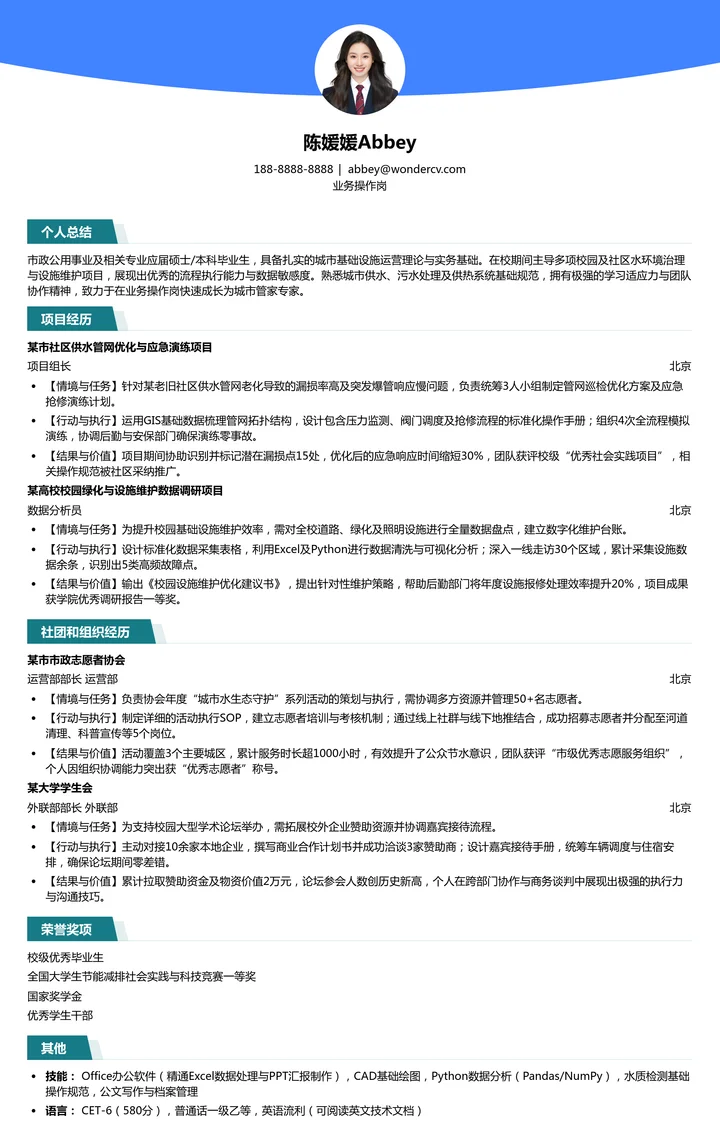 陈媛媛Abbey
188-8888-8888 | abbey@wondercv.com
业务操作岗
个人总结
市政公用事业及相关专业应届硕士/本科毕业生，具备扎实的城市基础设施运营理论与实务基础。在校期间主导多项校园及社区水环境治理
与设施维护项目，展现出优秀的流程执行能力与数据敏感度。熟悉城市供水、污水处理及供热系统基础规范，拥有极强的学习适应力与团队
协作精神，致力于在业务操作岗快速成长为城市管家专家。
项目经历
某市社区供水管网优化与应急演练项目
项目组长 北京
• 【情境与任务】针对某老旧社区供水管网老化导致的漏损率高及突发爆管响应慢问题，负责统筹3人小组制定管网巡检优化方案及应急
抢修演练计划。
• 【行动与执行】运用GIS基础数据梳理管网拓扑结构，设计包含压力监测、阀门调度及抢修流程的标准化操作手册；组织4次全流程模拟
演练，协调后勤与安保部门确保演练零事故。
• 【结果与价值】项目期间协助识别并标记潜在漏损点15处，优化后的应急响应时间缩短30%，团队获评校级“优秀社会实践项目”，相
关操作规范被社区采纳推广。
某高校校园绿化与设施维护数据调研项目
数据分析员 北京
• 【情境与任务】为提升校园基础设施维护效率，需对全校道路、绿化及照明设施进行全量数据盘点，建立数字化维护台账。
• 【行动与执行】设计标准化数据采集表格，利用Excel及Python进行数据清洗与可视化分析；深入一线走访30个区域，累计采集设施数
据余条，识别出5类高频故障点。
• 【结果与价值】输出《校园设施维护优化建议书》，提出针对性维护策略，帮助后勤部门将年度设施报修处理效率提升20%，项目成果
获学院优秀调研报告一等奖。
社团和组织经历
某市市政志愿者协会
运营部部长 运营部 北京
• 【情境与任务】负责协会年度“城市水生态守护”系列活动的策划与执行，需协调多方资源并管理50+名志愿者。
• 【行动与执行】制定详细的活动执行SOP，建立志愿者培训与考核机制；通过线上社群与线下地推结合，成功招募志愿者并分配至河道
清理、科普宣传等5个岗位。
• 【结果与价值】活动覆盖3个主要城区，累计服务时长超1000小时，有效提升了公众节水意识，团队获评“市级优秀志愿服务组织”，
个人因组织协调能力突出获“优秀志愿者”称号。
某大学学生会
外联部部长 外联部 北京
• 【情境与任务】为支持校园大型学术论坛举办，需拓展校外企业赞助资源并协调嘉宾接待流程。
• 【行动与执行】主动对接10余家本地企业，撰写商业合作计划书并成功洽谈3家赞助商；设计嘉宾接待手册，统筹车辆调度与住宿安
排，确保论坛期间零差错。
• 【结果与价值】累计拉取赞助资金及物资价值2万元，论坛参会人数创历史新高，个人在跨部门协作与商务谈判中展现出极强的执行力
与沟通技巧。
荣誉奖项
校级优秀毕业生
全国大学生节能减排社会实践与科技竞赛一等奖
国家奖学金
优秀学生干部
其他
• 技能： Office办公软件（精通Excel数据处理与PPT汇报制作），CAD基础绘图，Python数据分析（Pandas/NumPy），水质检测基础
操作规范，公文写作与档案管理
• 语言： CET-6（580分），普通话一级乙等，英语流利（可阅读英文技术文档）